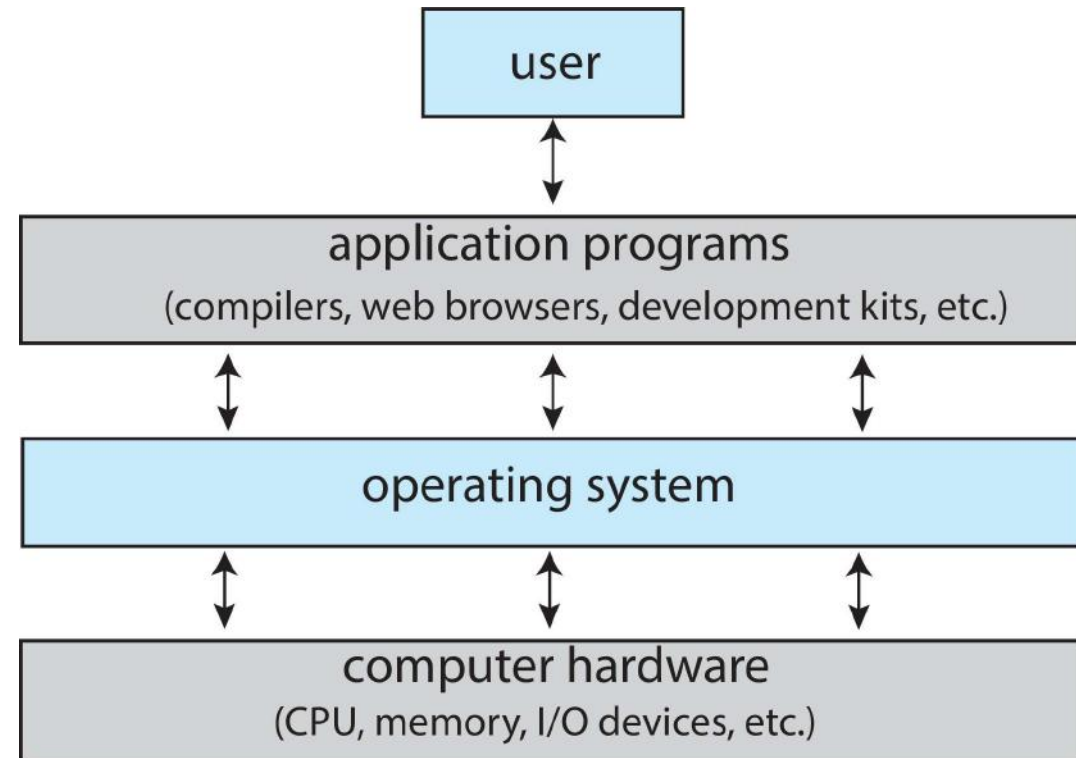 user
application programs
(compilers, web browsers, development kits, etc.)
operating system
computer hardware
(CPU, memory, I/O devices, etc.)